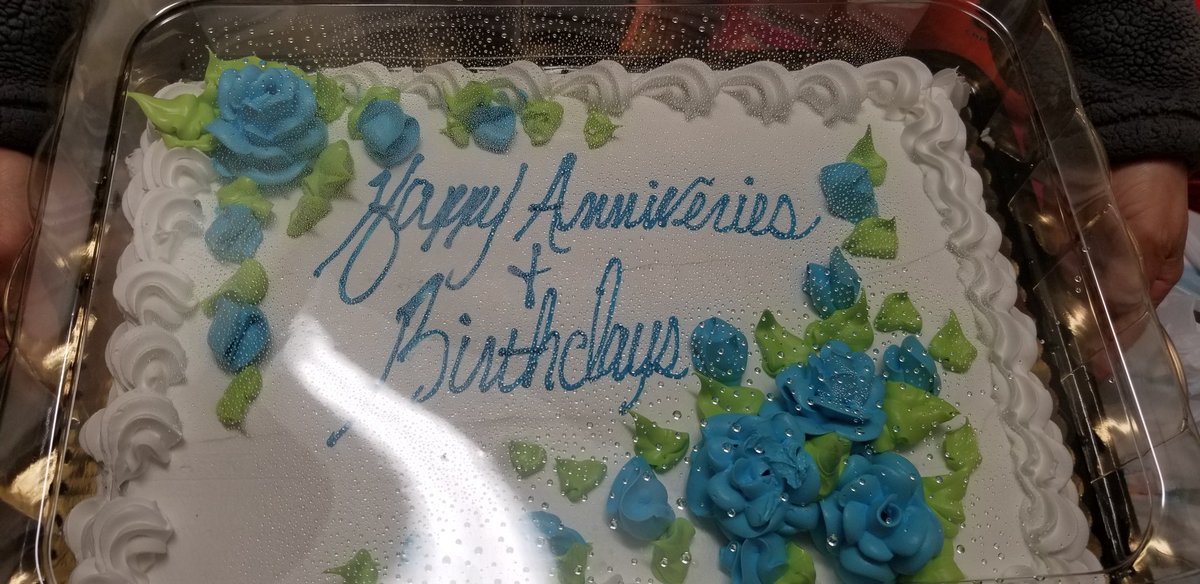 Happy Anniveries
+
Birthdays